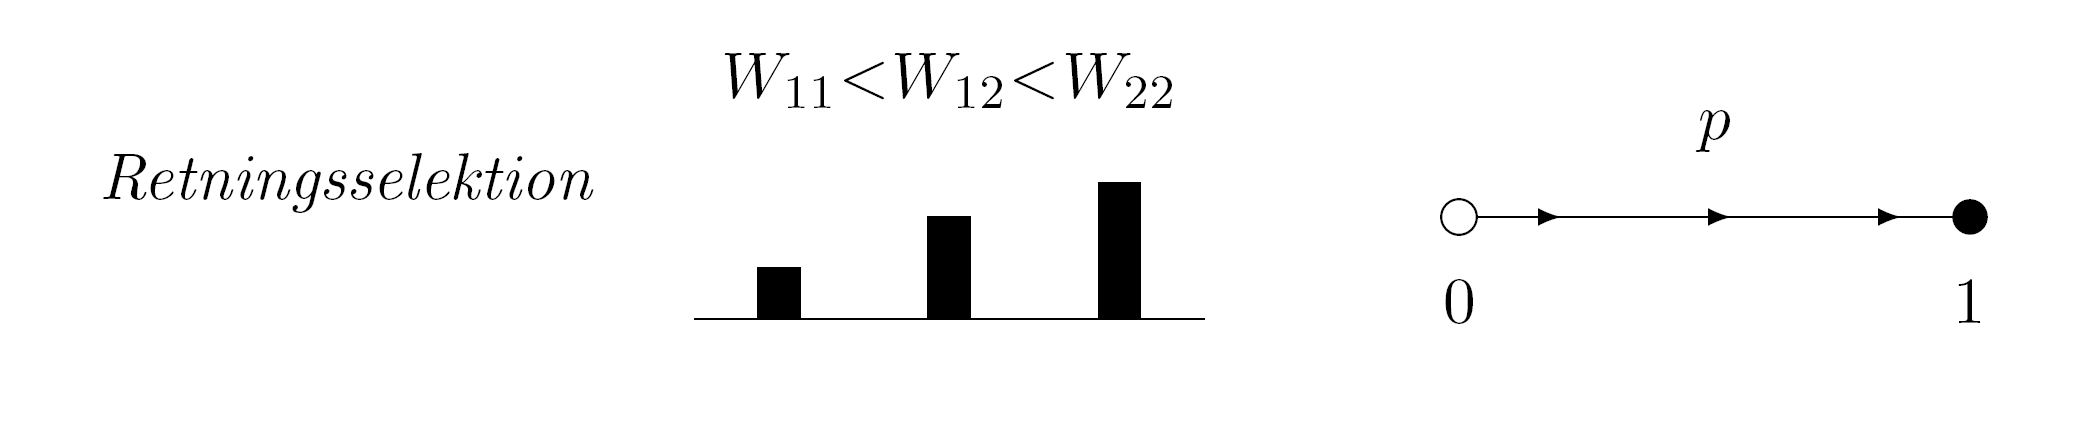 W₁₁<W₁₂<W₂₂
p
Retningsselektion
0 1